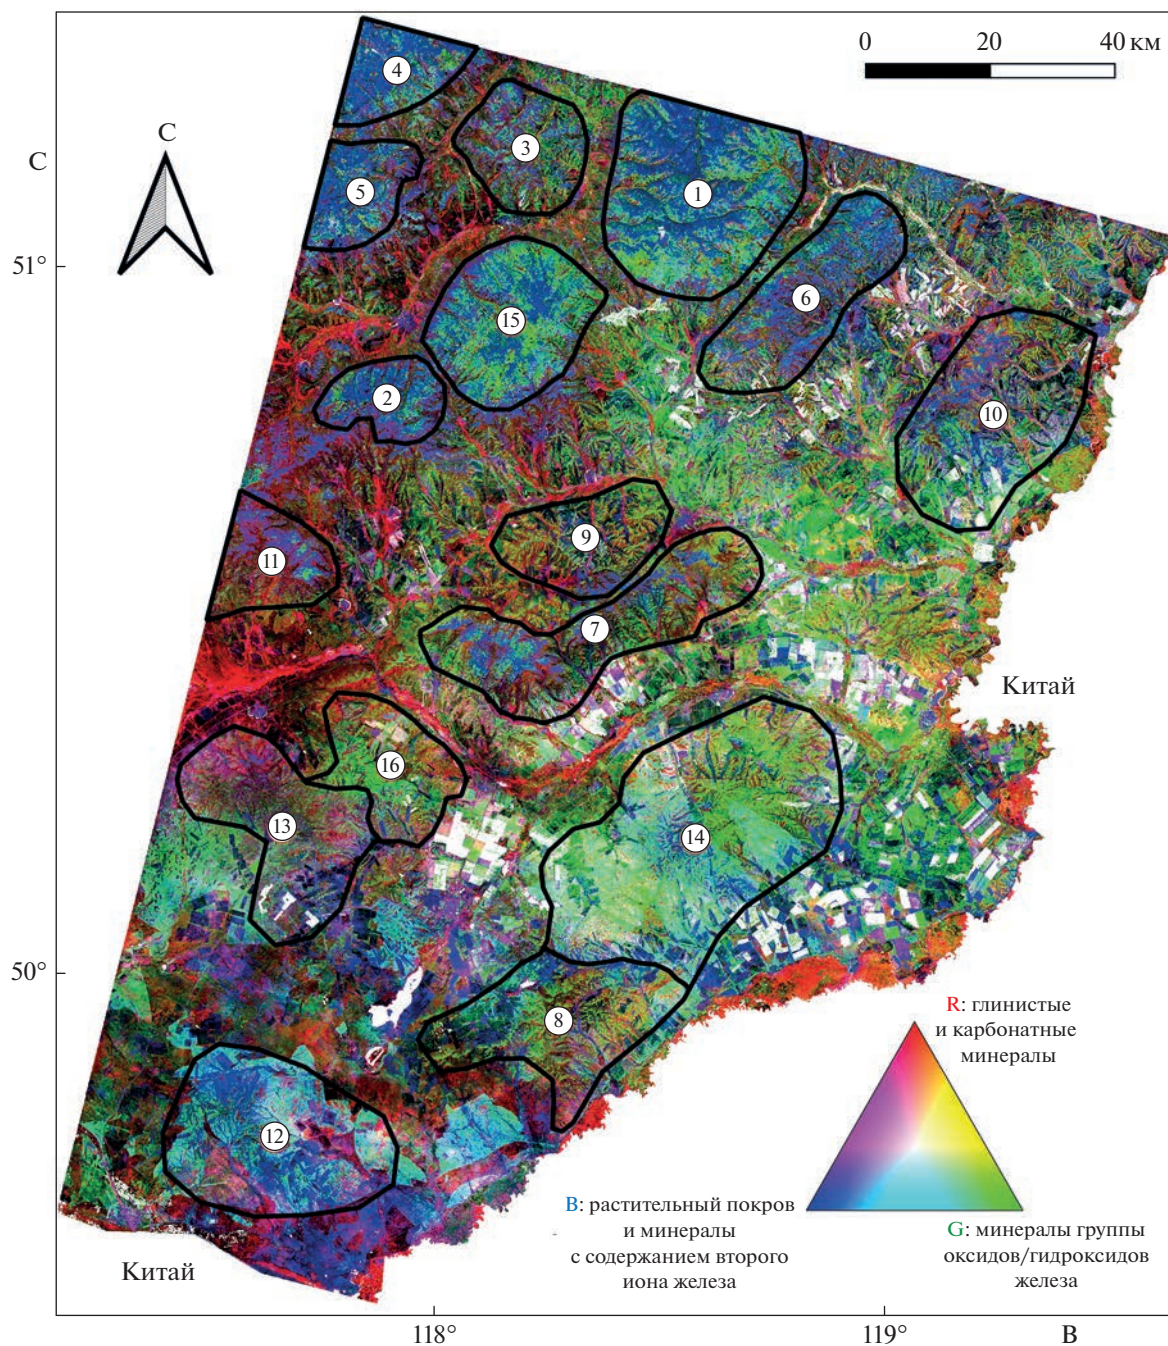 0 20 40 км
4
С
3
С
5
1
51°
6
15
2
10
9
11
7
Китай
16
13
14
50°
8
R: глинистые
и карбонатные
минералы
12
B: растительный покров
и минералы
с содержанием второго
иона железа
G: минералы группы
оксидов/гидроксидов
железа
Китай
118° 119° В